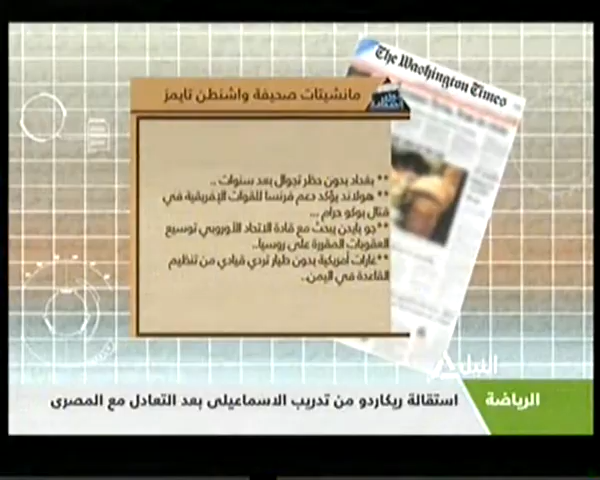 The Washington Times
مانشيتات صحيفة واشنطن تايمز
** بغداد بدون حظر تجوال بعد سنوات ..
** هولاند يؤكد دعم فرنسا للقوات الإفريقية في
قتال بوكو حرام ...
**جو بايدن يبحث مع قادة الاتحاد الأوروبي توسيع
العقوبات المقررة على روسيا..
**غارات أمريكية بدون طيار تردي قيادي من تنظيم
القاعدة في اليمن..
النيل
الرياضة
استقالة ريكاردو من تدريب الاسماعيلى بعد التعادل مع المصرى